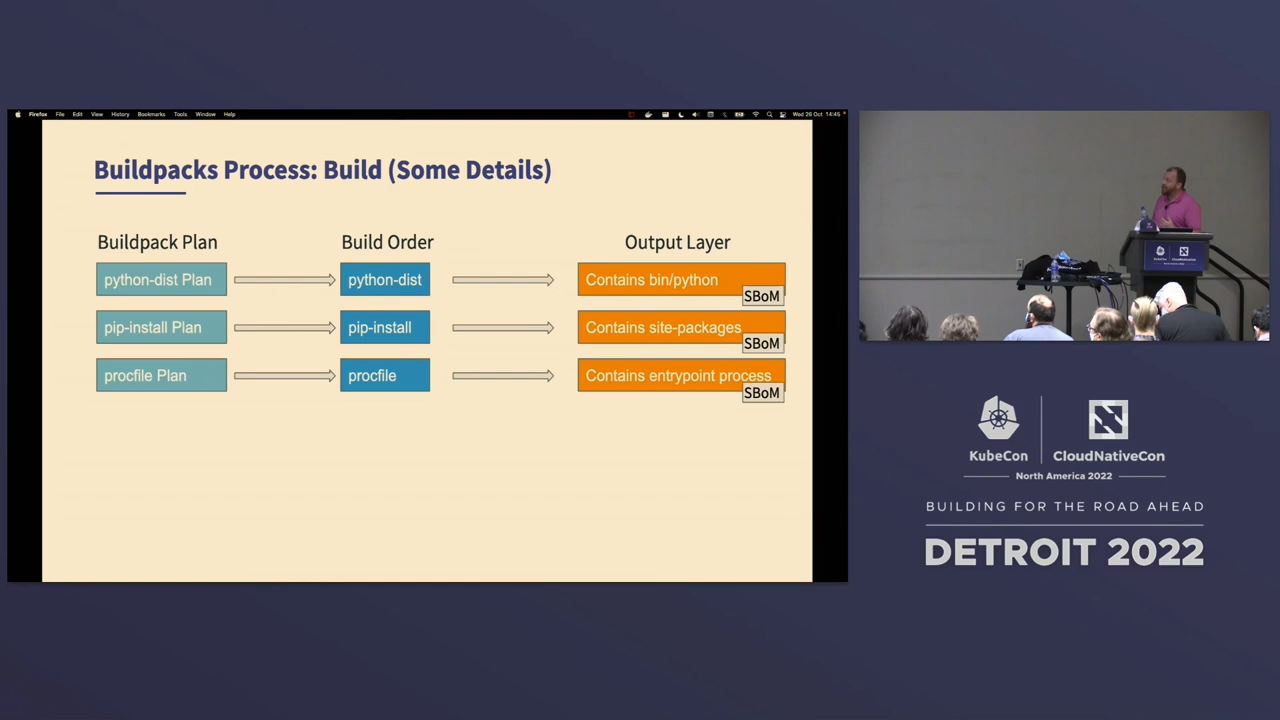 Firefox File Edit View History Bookmarks Tools Window Help
Wed 26 Oct 14:45
Buildpacks Process: Build (Some Details)
Buildpack Plan
Build Order
Output Layer
python-dist Plan
python-dist
Contains bin/python
SBoM
pip-install Plan
pip-install
Contains site-packages
SBoM
procfile Plan
procfile
Contains entrypoint process
SBoM
KubeCon
CloudNativeCon
North America 2022
BUILDING FOR THE ROAD AHEAD
DETROIT 2022